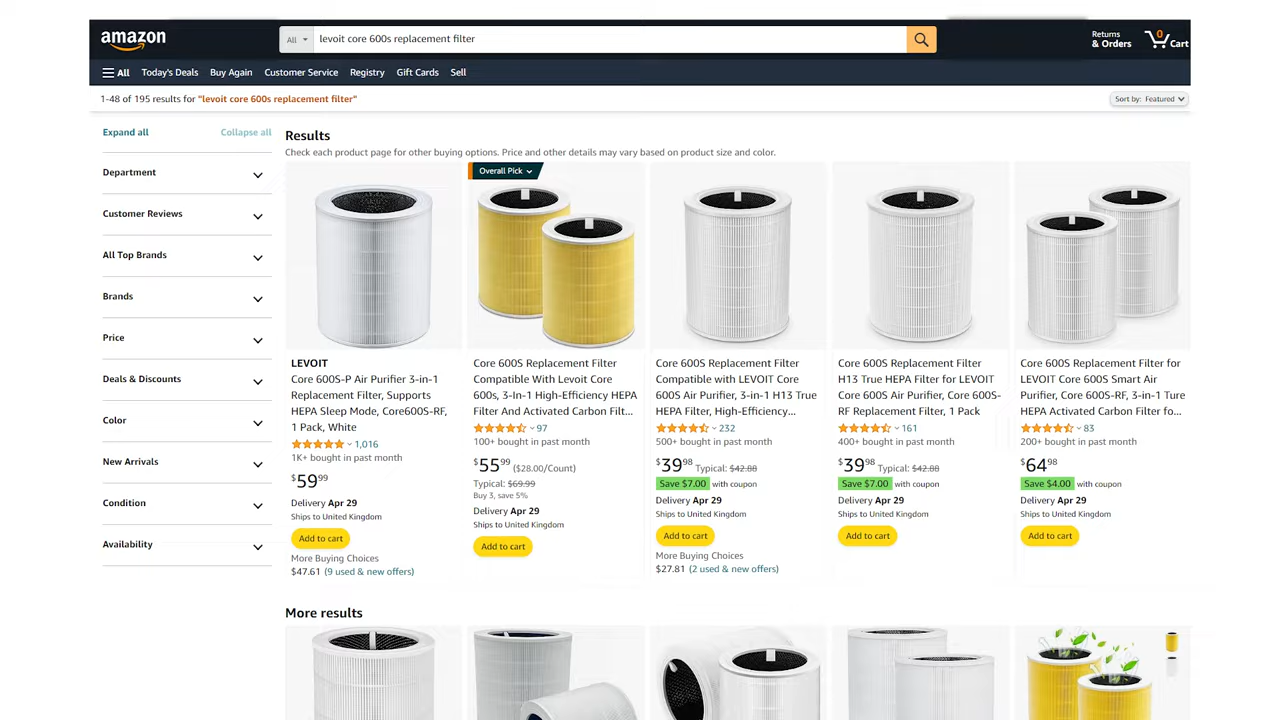 amazon
All
levoit core 600s replacement filter
Returns
& Orders
0
Cart
All
Today's Deals
Buy Again
Customer Service
Registry
Gift Cards
Sell
1-48 of 195 results for "levoit core 600s replacement filter"
Sort by: Featured
Expand all
Collapse all
Department
Customer Reviews
All Top Brands
Brands
Price
Deals & Discounts
Color
New Arrivals
Condition
Availability
Results
Check each product page for other buying options. Price and other details may vary based on product size and color.
LEVOIT
Core 600S-P Air Purifier 3-in-1
Replacement Filter, Supports
HEPA Sleep Mode, Core600S-RF,
1 Pack, White
1,016
1K+ bought in past month
$59.99
Delivery Apr 29
Ships to United Kingdom
Add to cart
More Buying Choices
$47.61 (9 used & new offers)
Overall Pick
Core 600S Replacement Filter
Compatible With Levoit Core
600s, 3-In-1 High-Efficiency HEPA
Filter And Activated Carbon Filt...
97
100+ bought in past month
$55.99 ($28.00/Count)
Typical: $69.99
Buy 3, save 5%
Delivery Apr 29
Ships to United Kingdom
Add to cart
Core 600S Replacement Filter
Compatible with LEVOIT Core
600S Air Purifier, 3-in-1 H13 True
HEPA Filter, High-Efficiency...
232
500+ bought in past month
$39.98 Typical: $42.88
Save $7.00 with coupon
Delivery Apr 29
Ships to United Kingdom
Add to cart
More Buying Choices
$27.81 (2 used & new offers)
Core 600S Replacement Filter
H13 True HEPA Filter for LEVOIT
Core 600S Air Purifier, Core 600S-
RF Replacement Filter, 1 Pack
161
400+ bought in past month
$39.98 Typical: $42.88
Save $7.00 with coupon
Delivery Apr 29
Ships to United Kingdom
Add to cart
Core 600S Replacement Filter for
LEVOIT Core 600S Smart Air
Purifier, Core 600S-RF, 3-in-1 Ture
HEPA Activated Carbon Filter fo...
83
200+ bought in past month
$64.98
Save $4.00 with coupon
Delivery Apr 29
Ships to United Kingdom
Add to cart
More results